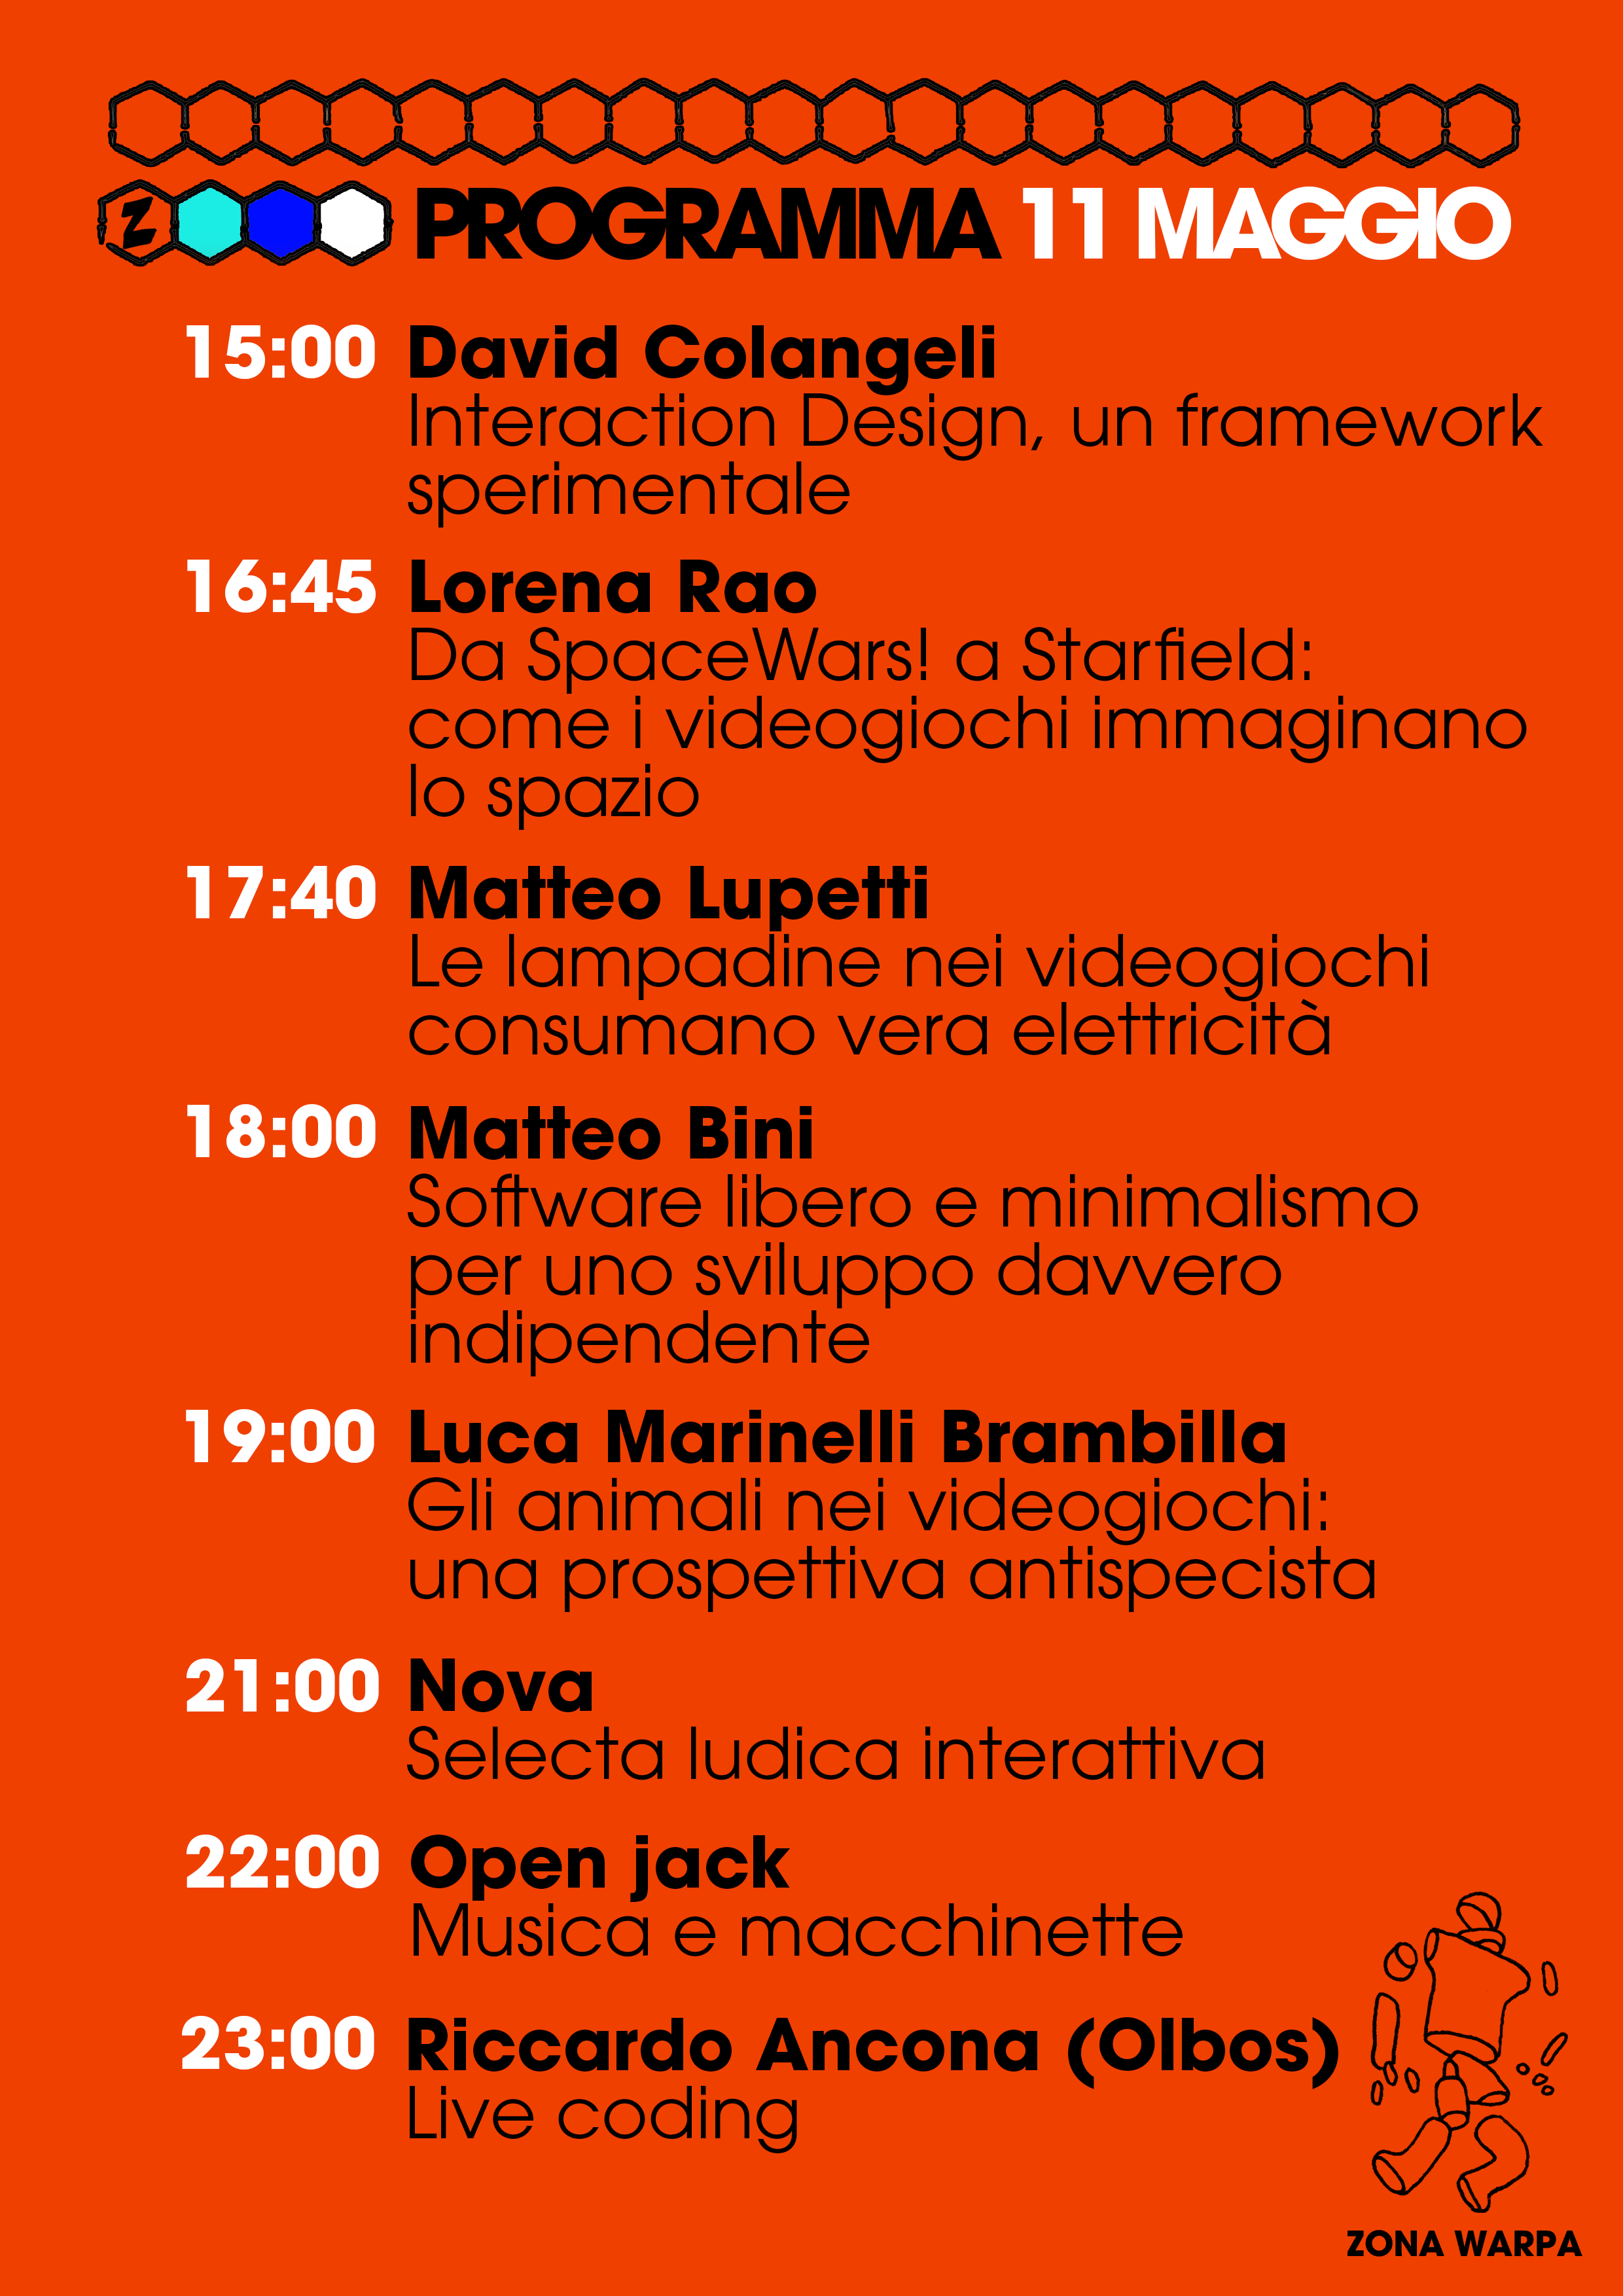 Z PROGRAMMA 11 MAGGIO
15:00 David Colangeli
Interaction Design, un framework
sperimentale
16:45 Lorena Rao
Da SpaceWars! a Starfield:
come i videogiochi immaginano
lo spazio
17:40 Matteo Lupetti
Le lampadine nei videogiochi
consumano vera elettricità
18:00 Matteo Bini
Software libero e minimalismo
per uno sviluppo davvero
indipendente
19:00 Luca Marinelli Brambilla
Gli animali nei videogiochi:
una prospettiva antispecista
21:00 Nova
Selecta ludica interattiva
22:00 Open jack
Musica e macchinette
23:00 Riccardo Ancona (Olbos)
Live coding
ZONA WARPA